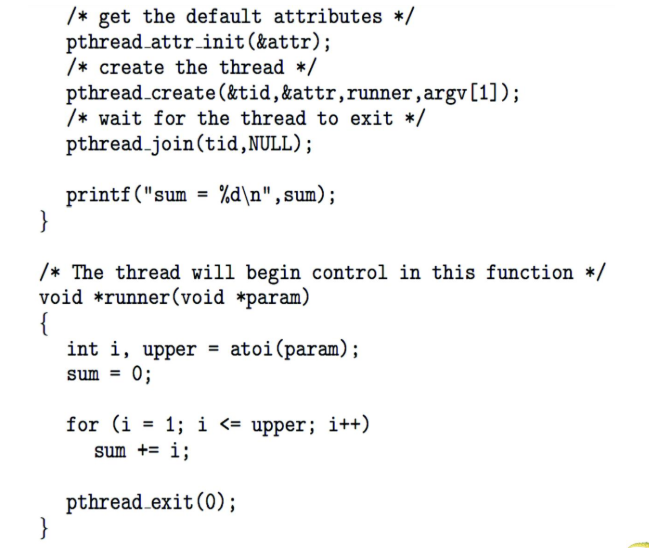 /* get the default attributes */
pthread_attr_init(&attr);
/* create the thread */
pthread_create(&tid,&attr,runner,argv[1]);
/* wait for the thread to exit */
pthread_join(tid,NULL);
printf("sum = %d\n",sum);
}
/* The thread will begin control in this function */
void *runner(void *param)
{
int i, upper = atoi(param);
sum = 0;
for (i = 1; i <= upper; i++)
sum += i;
pthread_exit(0);
}